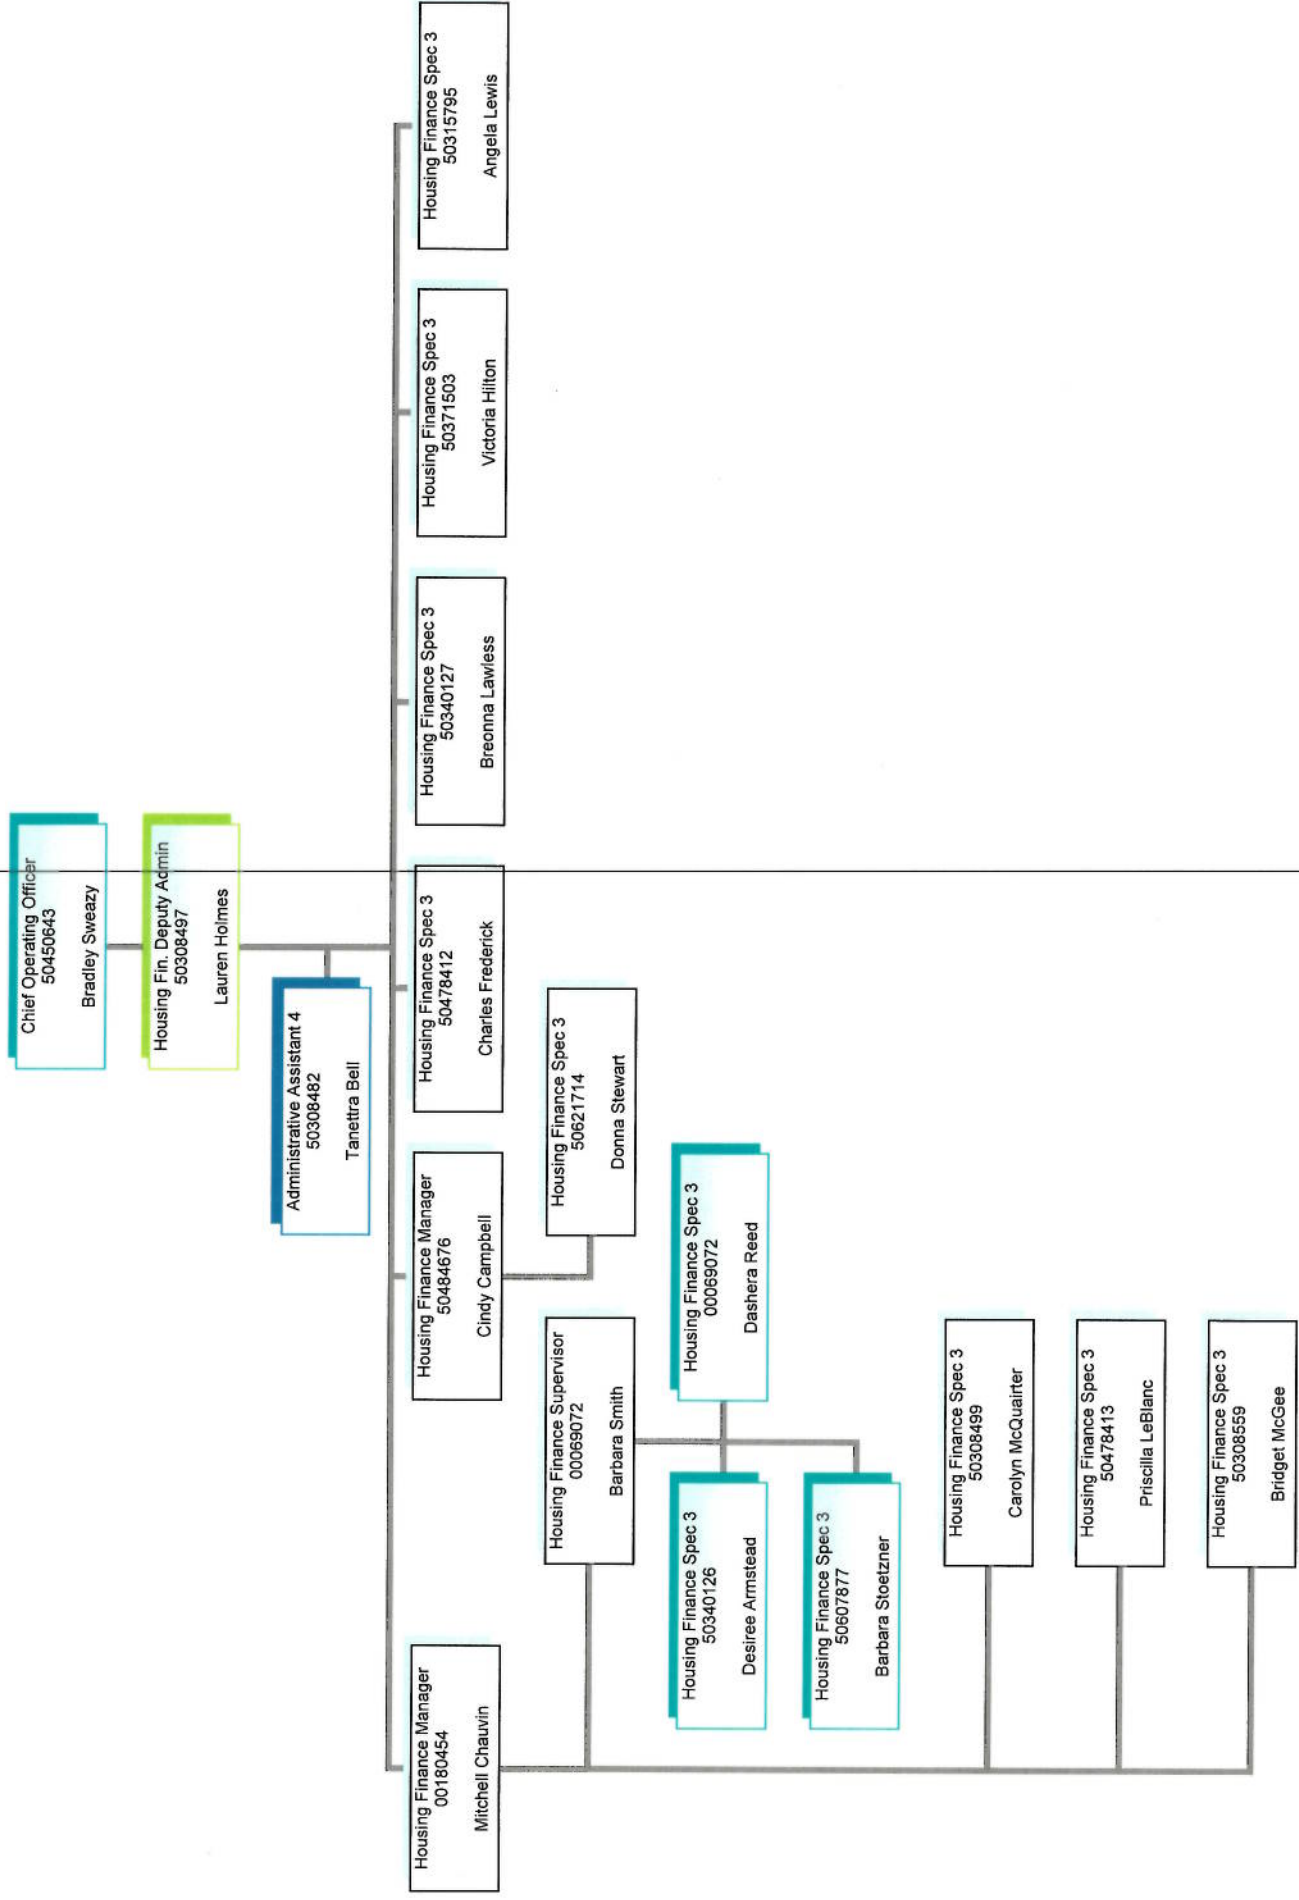 Chief Operating Officer
50450643
Bradley Sweazy
Housing Fin. Deputy Admin
50308497
Lauren Holmes
Administrative Assistant 4
50308482
Tanettra Bell
Housing Finance Manager
00180454
Mitchell Chauvin
Housing Finance Manager
50484676
Cindy Campbell
Housing Finance Spec 3
50478412
Charles Frederick
Housing Finance Spec 3
50340127
Breonna Lawless
Housing Finance Spec 3
50371503
Victoria Hilton
Housing Finance Spec 3
50315795
Angela Lewis
Housing Finance Supervisor
00069072
Barbara Smith
Housing Finance Spec 3
50621714
Donna Stewart
Housing Finance Spec 3
50340126
Desiree Armstead
Housing Finance Spec 3
00069072
Dashera Reed
Housing Finance Spec 3
50607877
Barbara Stoetzner
Housing Finance Spec 3
50308499
Carolyn McQuairter
Housing Finance Spec 3
50478413
Priscilla LeBlanc
Housing Finance Spec 3
50308559
Bridget McGee